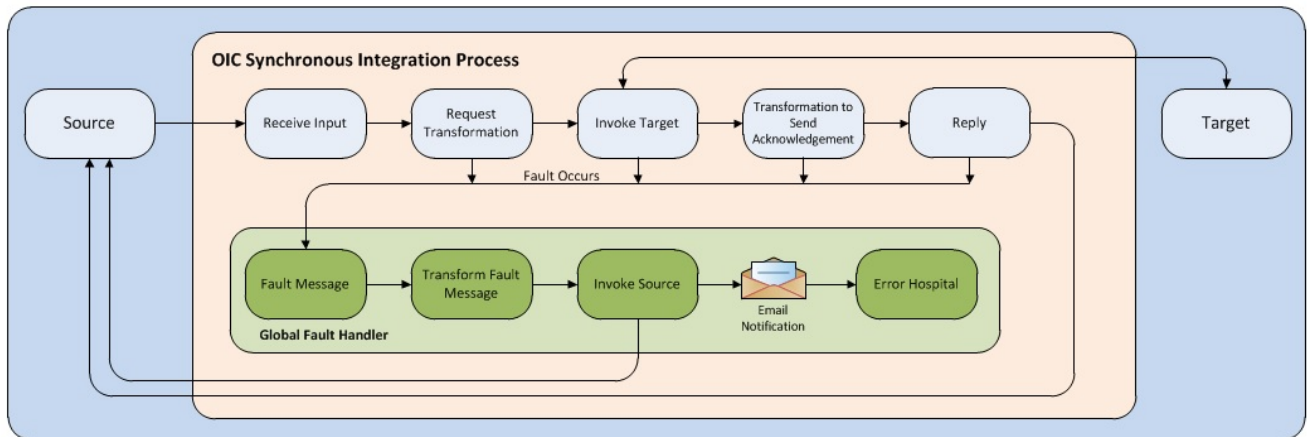 OIC Synchronous Integration Process
Source
Receive Input
Request
Transformation
Invoke Target
Transformation to
Send
Acknowledgement
Reply
Target
Fault Occurs
Fault Message
Transform Fault
Message
Invoke Source
Email
Notification
Error Hospital
Global Fault Handler